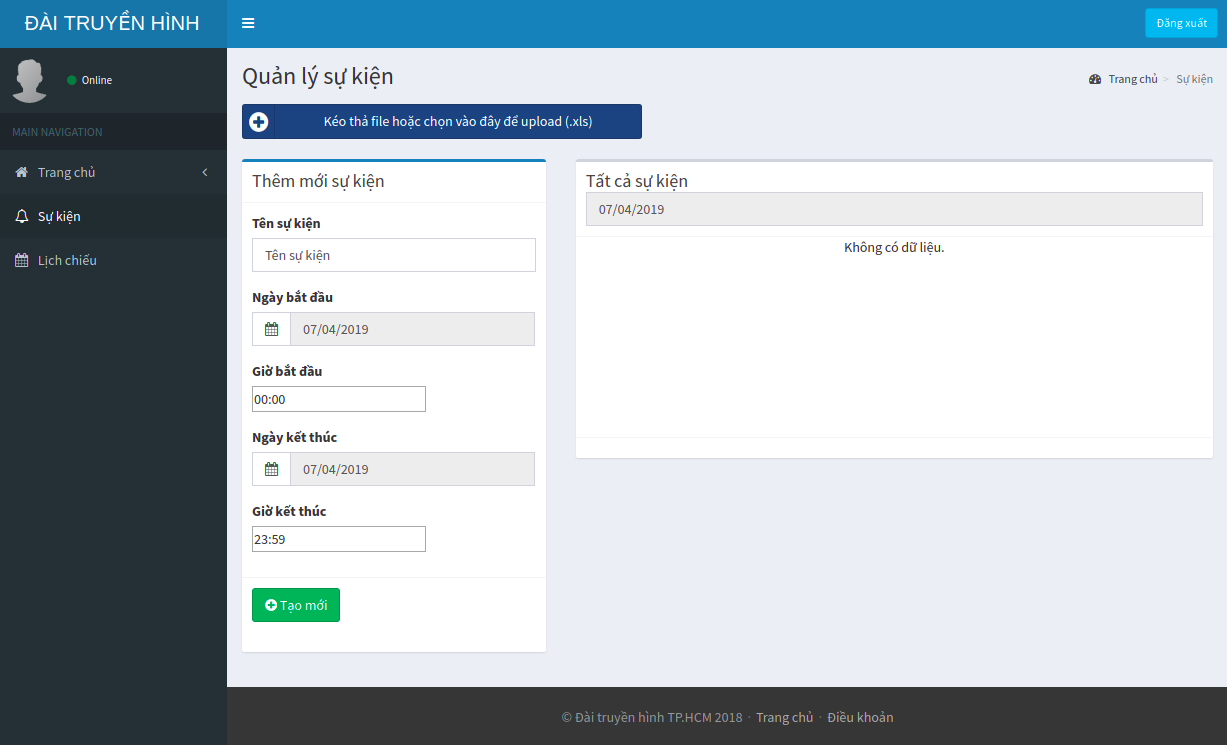 ĐÀI TRUYỀN HÌNH
Đăng xuất
Online
MAIN NAVIGATION
Trang chủ
Sự kiện
Lịch chiếu
Quản lý sự kiện
Trang chủ > Sự kiện
Kéo thả file hoặc chọn vào đây để upload (.xls)
Thêm mới sự kiện
Tên sự kiện
Tên sự kiện
Ngày bắt đầu
07/04/2019
Giờ bắt đầu
00:00
Ngày kết thúc
07/04/2019
Giờ kết thúc
23:59
Tạo mới
Tất cả sự kiện
07/04/2019
Không có dữ liệu.
© Đài truyền hình TP.HCM 2018 · Trang chủ · Điều khoản